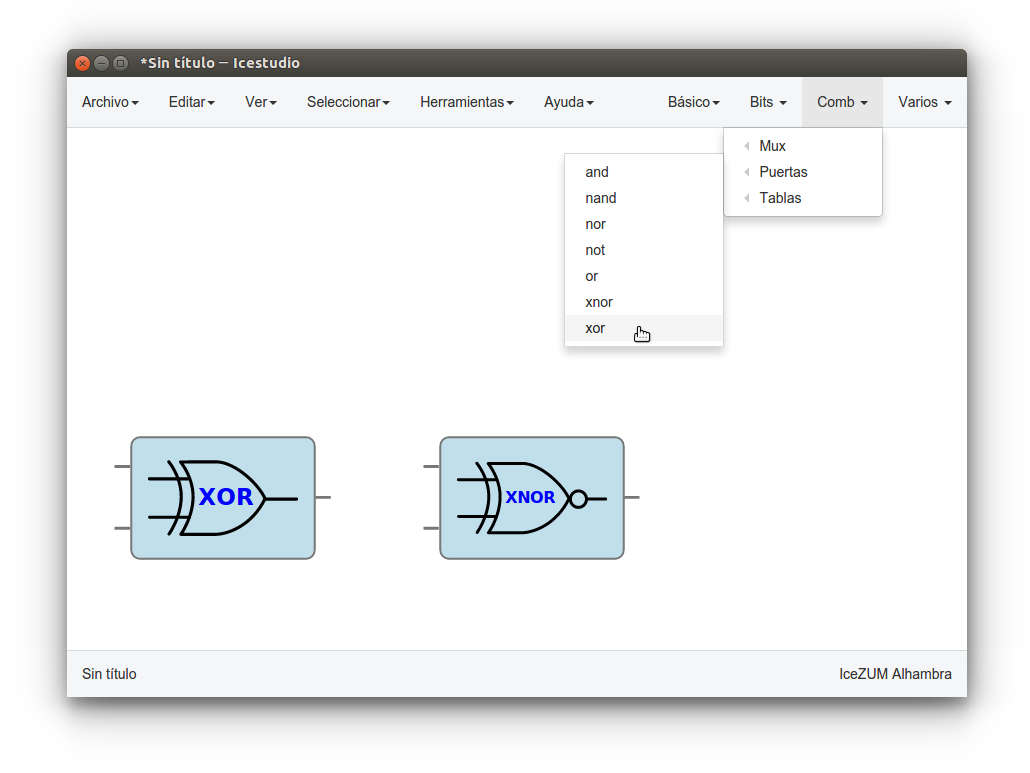 *Sin título – Icestudio
Archivo Editar Ver Seleccionar Herramientas Ayuda Básico Bits Comb Varios
Mux
Puertas
Tablas
and
nand
nor
not
or
xnor
xor
XOR
XNOR
Sin título
IceZUM Alhambra